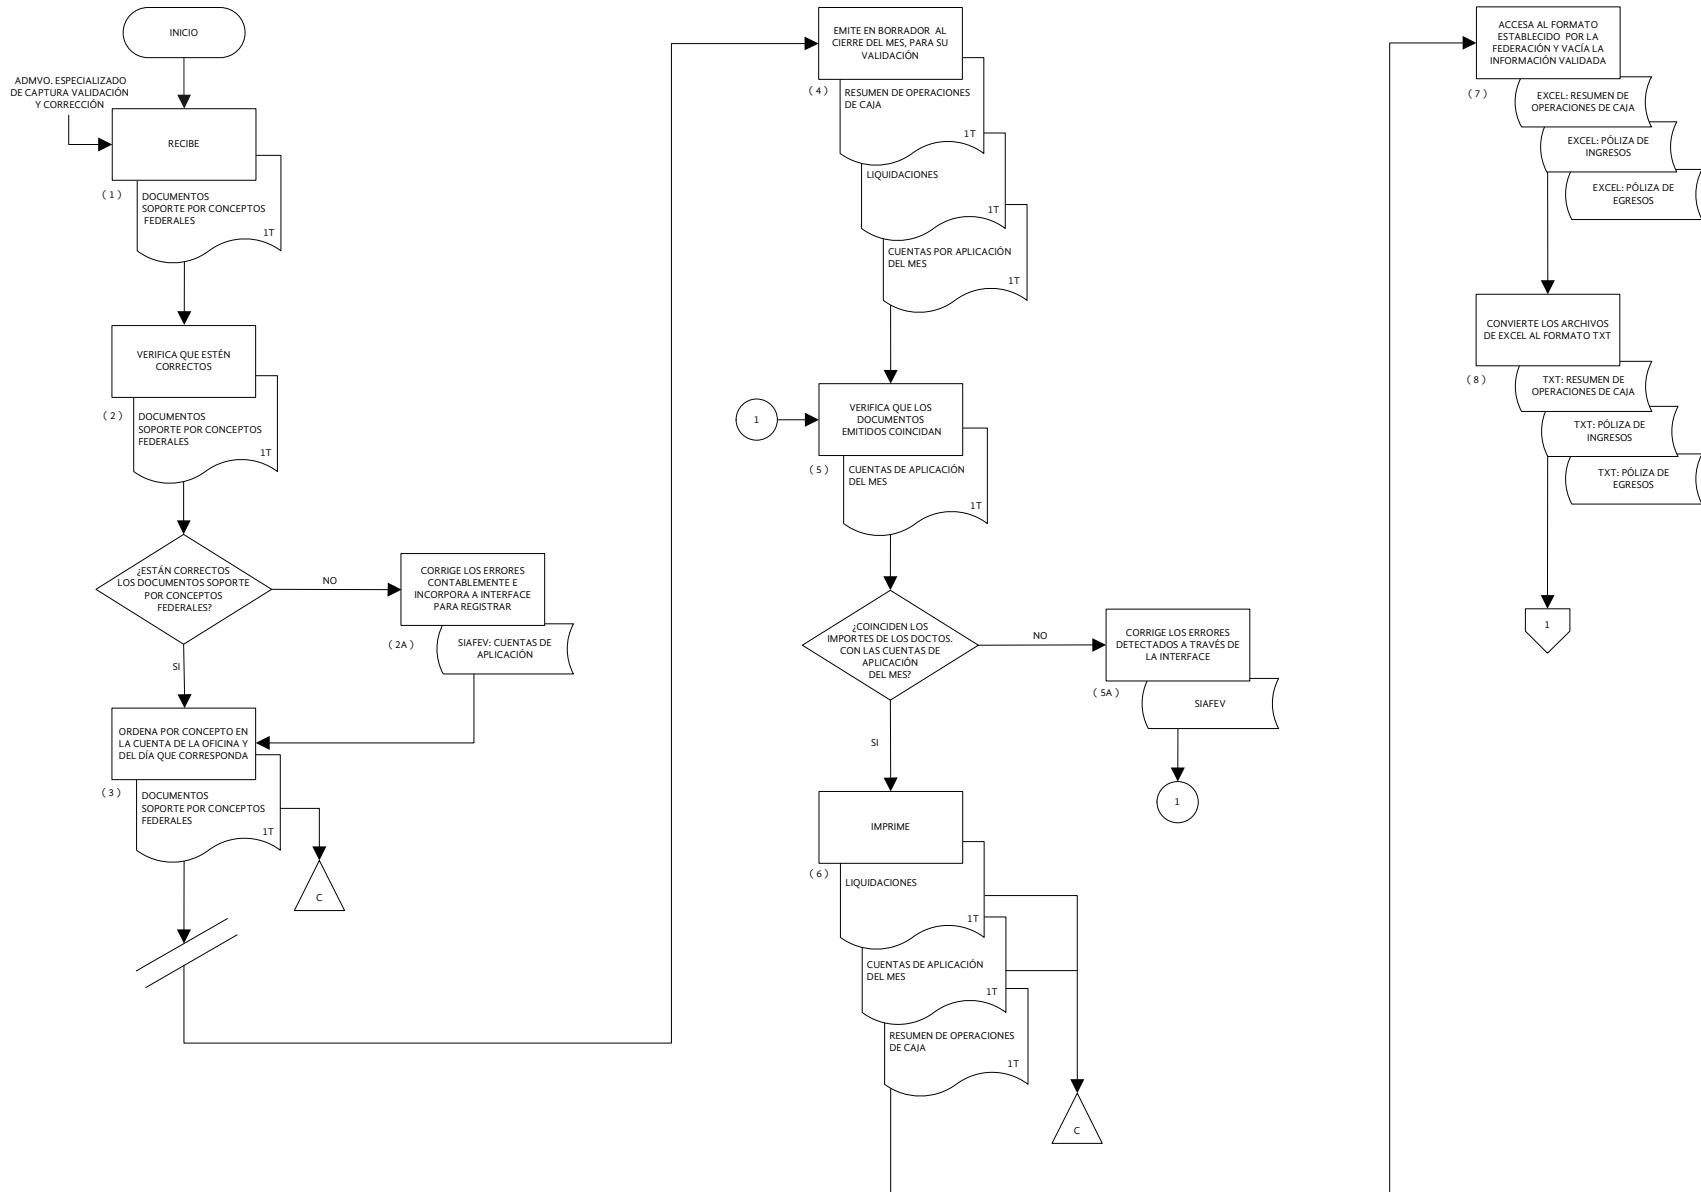 INICIO
ADMVO. ESPECIALIZADO
DE CAPTURA VALIDACIÓN
Y CORRECCIÓN
RECIBE
( 1 )
DOCUMENTOS
SOPORTE POR CONCEPTOS
FEDERALES
1T
VERIFICA QUE ESTÉN
CORRECTOS
( 2 )
DOCUMENTOS
SOPORTE POR CONCEPTOS
FEDERALES
1T
¿ESTÁN CORRECTOS
LOS DOCUMENTOS SOPORTE
POR CONCEPTOS
FEDERALES?
NO
CORRIGE LOS ERRORES
CONTABLEMENTE E
INCORPORA A INTERFACE
PARA REGISTRAR
( 2A )
SIAFEV: CUENTAS DE
APLICACIÓN
SI
ORDENA POR CONCEPTO EN
LA CUENTA DE LA OFICINA Y
DEL DÍA QUE CORRESPONDA
( 3 )
DOCUMENTOS
SOPORTE POR CONCEPTOS
FEDERALES
1T
C
EMITE EN BORRADOR AL
CIERRE DEL MES, PARA SU
VALIDACIÓN
( 4 )
RESUMEN DE OPERACIONES
DE CAJA
1T
LIQUIDACIONES
1T
CUENTAS POR APLICACIÓN
DEL MES
1T
1
VERIFICA QUE LOS
DOCUMENTOS
EMITIDOS COINCIDAN
( 5 )
CUENTAS DE APLICACIÓN
DEL MES
1T
¿COINCIDEN LOS
IMPORTES DE LOS DOCTOS.
CON LAS CUENTAS DE
APLICACIÓN
DEL MES?
NO
CORRIGE LOS ERRORES
DETECTADOS A TRAVÉS DE
LA INTERFACE
( 5A )
SIAFEV
1
SI
IMPRIME
( 6 )
LIQUIDACIONES
1T
CUENTAS DE APLICACIÓN
DEL MES
1T
RESUMEN DE OPERACIONES
DE CAJA
1T
C
ACCESA AL FORMATO
ESTABLECIDO POR LA
FEDERACIÓN Y VACÍA LA
INFORMACIÓN VALIDADA
( 7 )
EXCEL: RESUMEN DE
OPERACIONES DE CAJA
EXCEL: PÓLIZA DE
INGRESOS
EXCEL: PÓLIZA DE
EGRESOS
CONVIERTE LOS ARCHIVOS
DE EXCEL AL FORMATO TXT
( 8 )
TXT: RESUMEN DE
OPERACIONES DE CAJA
TXT: PÓLIZA DE
INGRESOS
TXT: PÓLIZA DE
EGRESOS
1